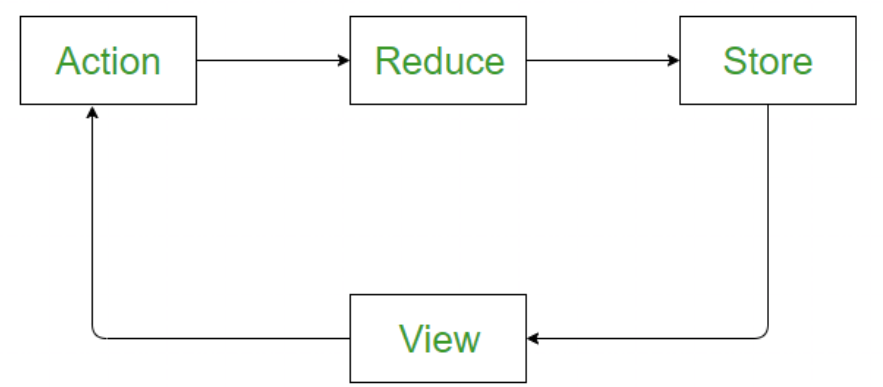 Action
Reduce
Store
View